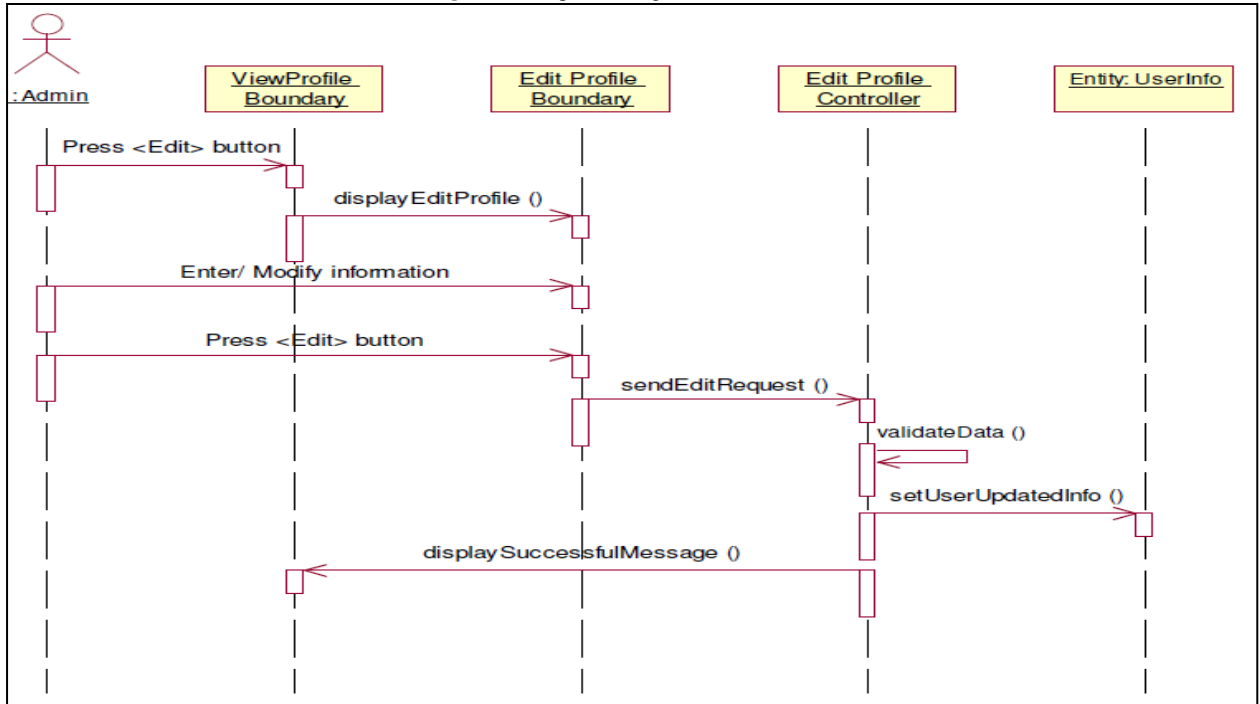 : Admin
ViewProfile
Boundary
Edit Profile
Boundary
Edit Profile
Controller
Entity: UserInfo
Press <Edit> button
displayEditProfile ()
Enter/ Modify information
Press <Edit> button
sendEditRequest ()
validateData ()
setUserUpdatedInfo ()
displaySuccessfulMessage ()